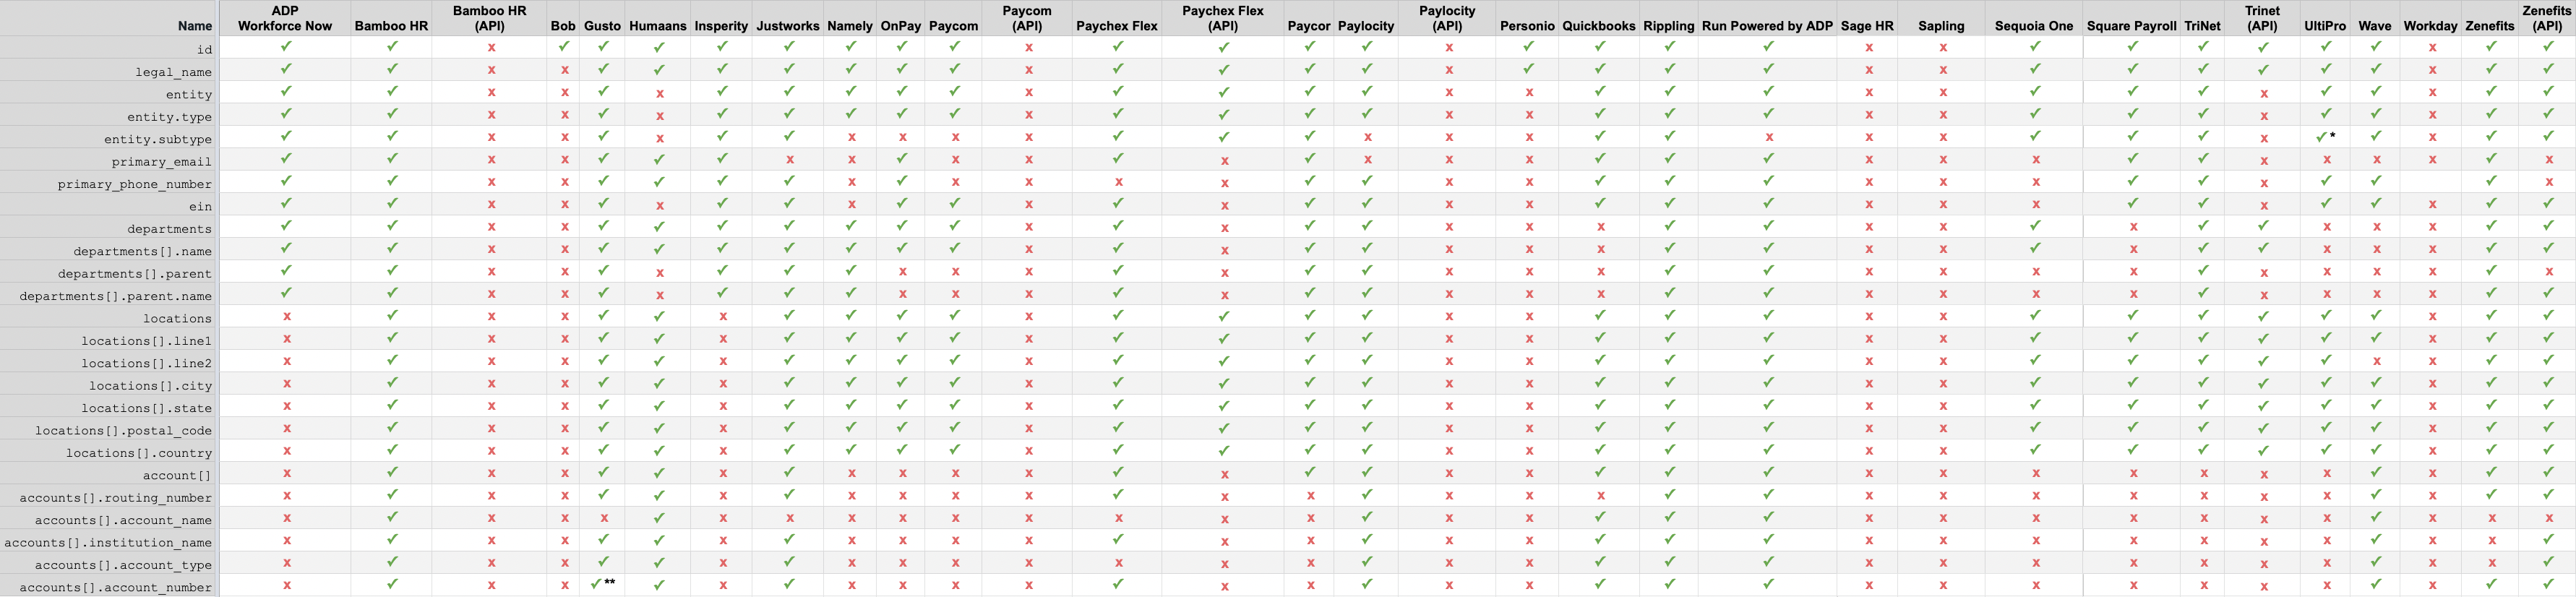 ADP Bamboo HR Paycom Paychex Flex Paylocity Trinet Zenefits
Name Workforce Now Bamboo HR (API) Bob Gusto Humaans Insperity Justworks Namely OnPay Paycom (API) Paychex Flex (API) Paycor Paylocity (API) Personio Quickbooks Rippling Run Powered by ADP Sage HR Sapling Sequoia One Square Payroll TriNet (API) UltiPro Wave Workday Zenefits (API)
id ✓ ✓ x ✓ ✓ ✓ ✓ ✓ ✓ ✓ ✓ x ✓ ✓ ✓ ✓ x ✓ ✓ ✓ ✓ x x ✓ ✓ ✓ ✓ ✓ ✓ x ✓ ✓
legal_name ✓ ✓ x x ✓ ✓ ✓ ✓ ✓ ✓ ✓ x ✓ ✓ ✓ ✓ x ✓ ✓ ✓ ✓ x x ✓ ✓ ✓ ✓ ✓ ✓ x ✓ ✓
entity ✓ ✓ x x ✓ x ✓ ✓ ✓ ✓ ✓ x ✓ ✓ ✓ ✓ x x ✓ ✓ ✓ x x ✓ ✓ ✓ x ✓ ✓ x ✓ ✓
entity.type ✓ ✓ x x ✓ x ✓ ✓ ✓ ✓ ✓ x ✓ ✓ ✓ ✓ x x ✓ ✓ ✓ x x ✓ ✓ ✓ x ✓ ✓ x ✓ ✓
entity.subtype ✓ ✓ x x ✓ x ✓ ✓ x x x x ✓ ✓ ✓ x x x ✓ ✓ x x x ✓ ✓ ✓ x ✓* ✓ x ✓ ✓
primary_email ✓ ✓ x x ✓ ✓ ✓ x x ✓ x x ✓ x ✓ x x x ✓ ✓ ✓ x x x ✓ ✓ x x x x ✓ x
primary_phone_number ✓ ✓ x x ✓ ✓ ✓ ✓ x ✓ x x x x ✓ ✓ x x ✓ ✓ ✓ x x x ✓ ✓ x ✓ ✓ ✓ x
ein ✓ ✓ x x ✓ x ✓ ✓ x ✓ ✓ x ✓ x ✓ ✓ x x ✓ ✓ ✓ x x x ✓ ✓ x ✓ ✓ x ✓ ✓
departments ✓ ✓ x x ✓ ✓ ✓ ✓ ✓ ✓ ✓ x ✓ x ✓ ✓ x x x ✓ ✓ x x ✓ x ✓ ✓ x x x ✓ ✓
departments[].name ✓ ✓ x x ✓ ✓ ✓ ✓ ✓ ✓ ✓ x ✓ x ✓ ✓ x x x ✓ ✓ x x ✓ x ✓ ✓ x x x ✓ ✓
departments[].parent ✓ ✓ x x ✓ x ✓ ✓ ✓ x x x ✓ x ✓ ✓ x x x ✓ ✓ x x x x ✓ x x x x ✓ x
departments[].parent.name ✓ ✓ x x ✓ x ✓ ✓ ✓ x x x ✓ x ✓ ✓ x x x ✓ ✓ x x x x ✓ x x x x ✓ ✓
locations x ✓ x x ✓ ✓ x ✓ ✓ ✓ ✓ x ✓ ✓ ✓ ✓ x x ✓ ✓ ✓ x x ✓ ✓ ✓ ✓ ✓ ✓ x ✓ ✓
locations[].line1 x ✓ x x ✓ ✓ x ✓ ✓ ✓ ✓ x ✓ ✓ ✓ ✓ x x ✓ ✓ ✓ x x ✓ ✓ ✓ ✓ ✓ ✓ x ✓ ✓
locations[].line2 x ✓ x x ✓ ✓ x ✓ ✓ ✓ ✓ x ✓ ✓ ✓ ✓ x x ✓ ✓ ✓ x x ✓ ✓ ✓ ✓ ✓ x x ✓ ✓
locations[].city x ✓ x x ✓ ✓ x ✓ ✓ ✓ ✓ x ✓ ✓ ✓ ✓ x x ✓ ✓ ✓ x x ✓ ✓ ✓ ✓ ✓ ✓ x ✓ ✓
locations[].state x ✓ x x ✓ ✓ x ✓ ✓ ✓ ✓ x ✓ ✓ ✓ ✓ x x ✓ ✓ ✓ x x ✓ ✓ ✓ ✓ ✓ ✓ x ✓ ✓
locations[].postal_code x ✓ x x ✓ ✓ x ✓ ✓ ✓ ✓ x ✓ ✓ ✓ ✓ x x ✓ ✓ ✓ x x ✓ ✓ ✓ ✓ ✓ ✓ x ✓ ✓
locations[].country x ✓ x x ✓ ✓ x ✓ ✓ ✓ ✓ x ✓ ✓ ✓ ✓ x x ✓ ✓ ✓ x x ✓ ✓ ✓ ✓ ✓ ✓ x ✓ ✓
account[] x ✓ x x ✓ ✓ x ✓ x x x x ✓ x ✓ ✓ x x ✓ ✓ ✓ x x x x x x x ✓ x ✓ ✓
accounts[].routing_number x ✓ x x ✓ ✓ x ✓ x x x x ✓ x x ✓ x x x ✓ ✓ x x x x x x x ✓ x ✓ ✓
accounts[].account_name x ✓ x x x ✓ x x x x x x x x x ✓ x x ✓ ✓ ✓ x x x x x x x ✓ x x x
accounts[].institution_name x ✓ x x ✓ ✓ x ✓ x x x x ✓ x x ✓ x x ✓ ✓ ✓ x x x x x x x ✓ x x ✓
accounts[].account_type x ✓ x x ✓ ✓ x ✓ x x x x x x x ✓ x x ✓ ✓ ✓ x x x x x x x ✓ x x ✓
accounts[].account_number x ✓ x x ✓** ✓ x ✓ x x x x ✓ x x ✓ x x ✓ ✓ ✓ x x x x x x x ✓ x ✓ ✓